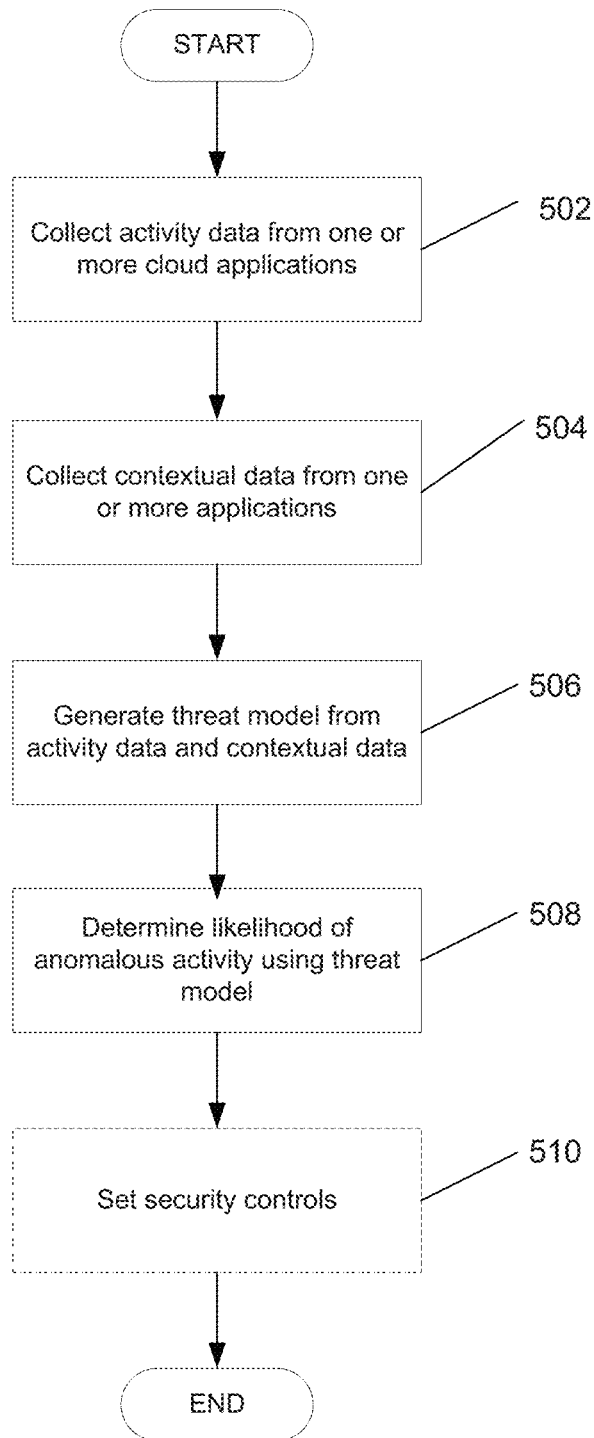 START
Collect activity data from one or
more cloud applications
502
Collect contextual data from one
or more applications
504
Generate threat model from
activity data and contextual data
506
Determine likelihood of
anomalous activity using threat
model
508
Set security controls
510
END